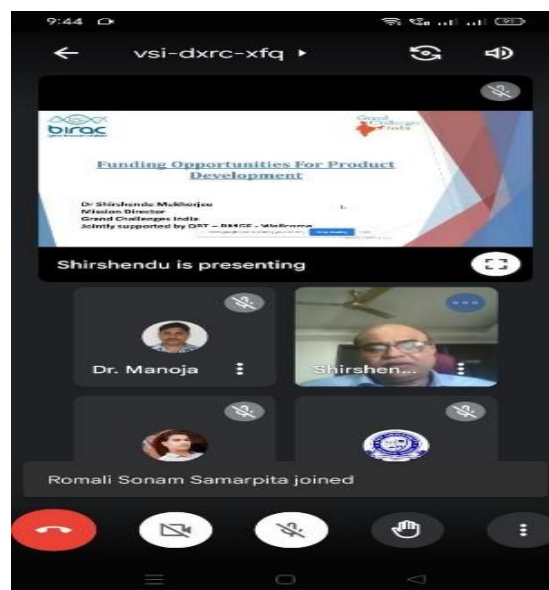 9:44
vsi-dxrc-xfq
birac
Grand
Challenges
India
Funding Opportunities For Product
Development
Dr Shirshendu Mukherjee
Mission Director
Grand Challenges India
Jointly supported by DBT – BMGF - Wellcome
Shirshendu is presenting
Dr. Manoja
Shirshen...
Romali Sonam Samarpita joined